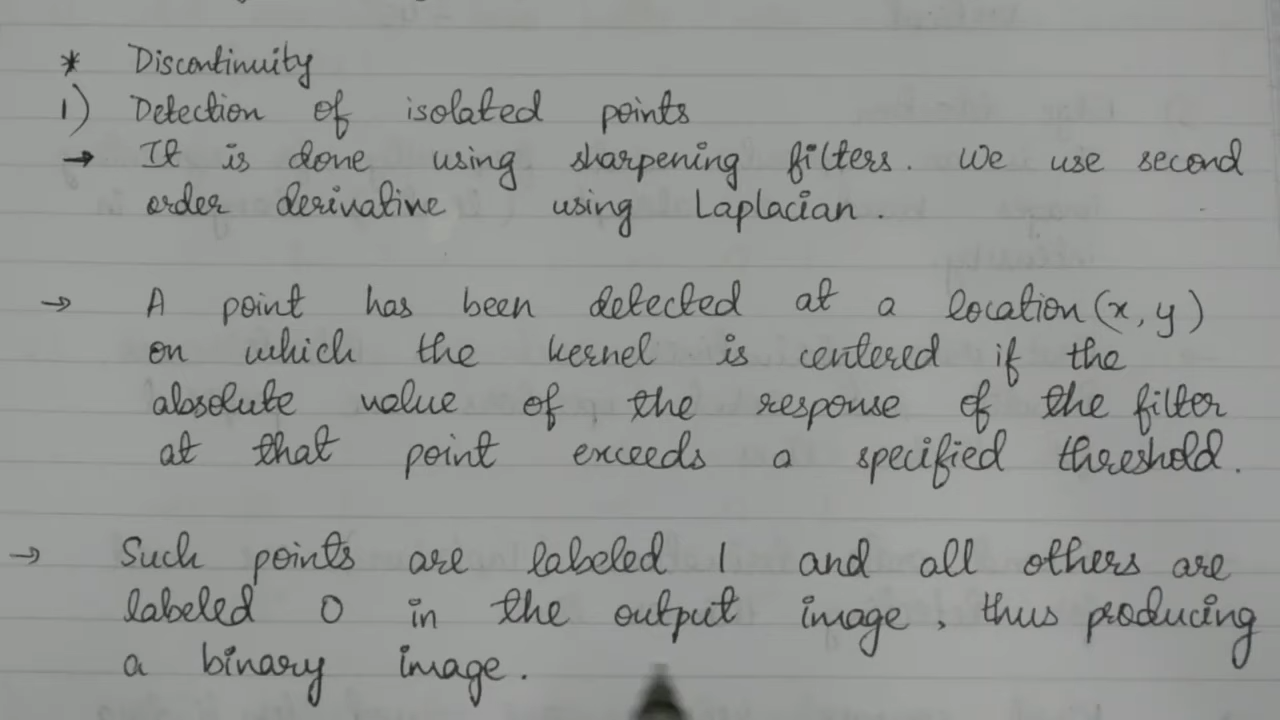 * Discontinuity
1) Detection of isolated points
→ It is done using sharpening filters. We use second
order derivative using Laplacian.
→ A point has been detected at a location (x, y)
on which the kernel is centered if the
absolute value of the response of the filter
at that point exceeds a specified threshold.
→ Such points are labeled 1 and all others are
labeled 0 in the output image, thus producing
a binary image.